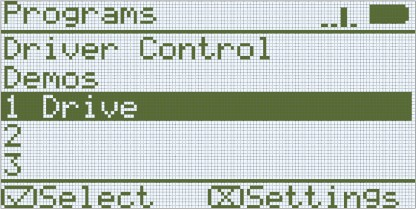 Programs
Driver Control
Demos
1 Drive
2
3
Select Settings